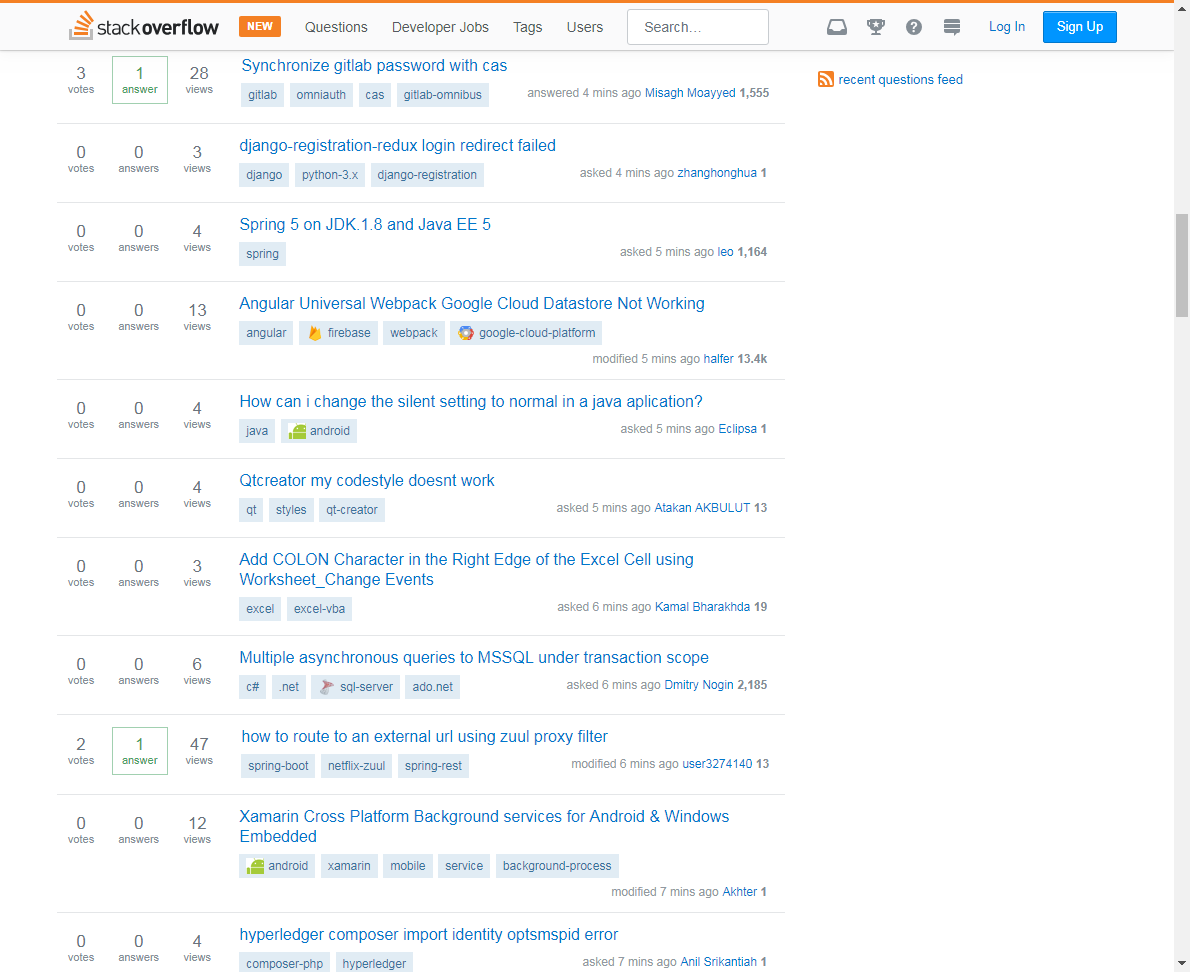 stackoverflow NEW Questions Developer Jobs Tags Users Search... Log In Sign Up
3 votes 1 answer 28 views
Synchronize gitlab password with cas
gitlab omniauth cas gitlab-omnibus
answered 4 mins ago Misagh Moayyed 1,555
recent questions feed
0 votes 0 answers 3 views
django-registration-redux login redirect failed
django python-3.x django-registration
asked 4 mins ago zhanghonghua 1
0 votes 0 answers 4 views
Spring 5 on JDK.1.8 and Java EE 5
spring
asked 5 mins ago leo 1,164
0 votes 0 answers 13 views
Angular Universal Webpack Google Cloud Datastore Not Working
angular firebase webpack google-cloud-platform
modified 5 mins ago halfer 13.4k
0 votes 0 answers 4 views
How can i change the silent setting to normal in a java aplication?
java android
asked 5 mins ago Eclipsa 1
0 votes 0 answers 4 views
Qtcreator my codestyle doesnt work
qt styles qt-creator
asked 5 mins ago Atakan AKBULUT 13
0 votes 0 answers 3 views
Add COLON Character in the Right Edge of the Excel Cell using
Worksheet_Change Events
excel excel-vba
asked 6 mins ago Kamal Bharakhda 19
0 votes 0 answers 6 views
Multiple asynchronous queries to MSSQL under transaction scope
c# .net sql-server ado.net
asked 6 mins ago Dmitry Nogin 2,185
2 votes 1 answer 47 views
how to route to an external url using zuul proxy filter
spring-boot netflix-zuul spring-rest
modified 6 mins ago user3274140 13
0 votes 0 answers 12 views
Xamarin Cross Platform Background services for Android & Windows
Embedded
android xamarin mobile service background-process
modified 7 mins ago Akhter 1
0 votes 0 answers 4 views
hyperledger composer import identity optsmspid error
composer-php hyperledger
asked 7 mins ago Anil Srikantiah 1